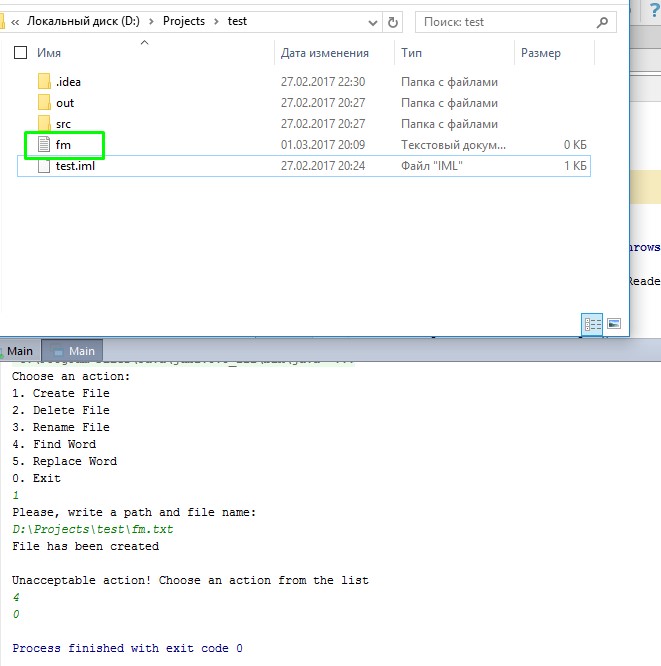 « Локальный диск (D:) > Projects > test
Поиск: test
?
Имя Дата изменения Тип Размер
.idea 27.02.2017 22:30 Папка с файлами
out 27.02.2017 20:27 Папка с файлами
src 27.02.2017 20:27 Папка с файлами
fm 01.03.2017 20:09 Текстовый докум... 0 КБ
test.iml 27.02.2017 20:24 Файл "IML" 1 КБ
hrows
Reade
Main Main
Choose an action:
1. Create File
2. Delete File
3. Rename File
4. Find Word
5. Replace Word
0. Exit
1
Please, write a path and file name:
D:\Projects\test\fm.txt
File has been created
Unacceptable action! Choose an action from the list
4
0
Process finished with exit code 0